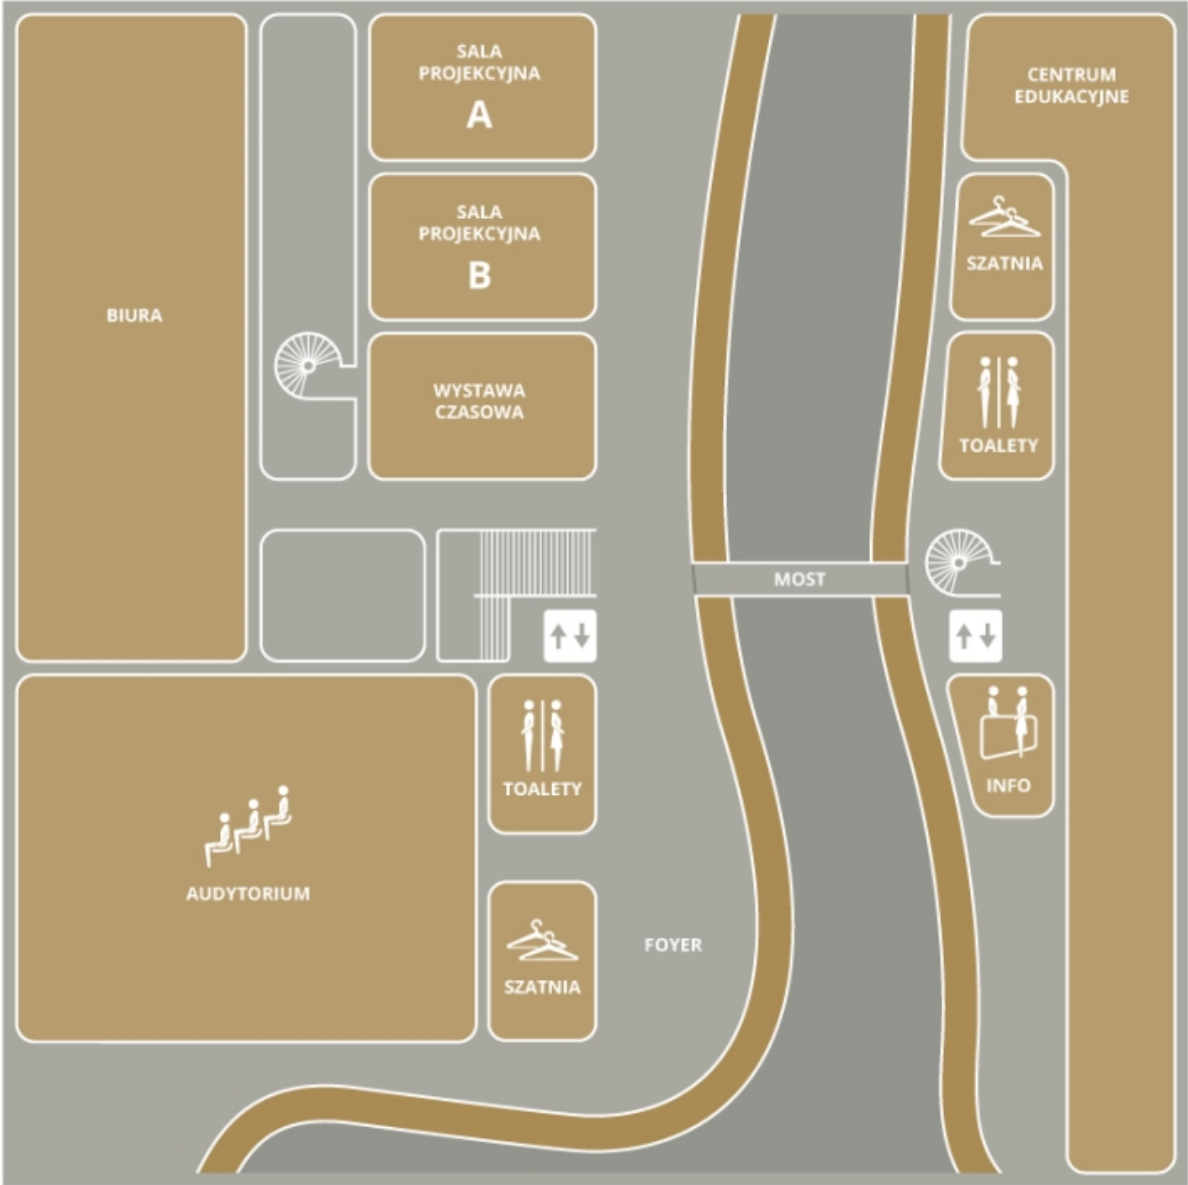 SALA
PROJEKCYJNA
A
CENTRUM
EDUKACYJNE
SALA
PROJEKCYJNA
B
SZATNIA
BIURA
WYSTAWA
CZASOWA
TOALETY
MOST
TOALETY
INFO
AUDYTORIUM
FOYER
SZATNIA